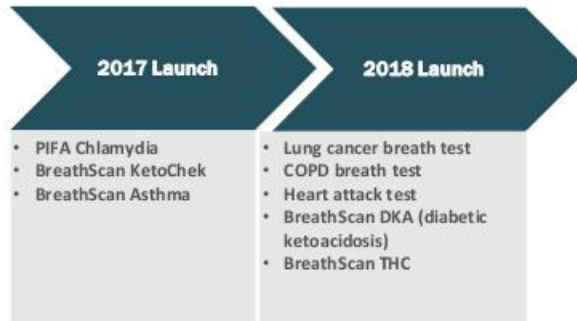 2017 Launch
2018 Launch
• PIFA Chlamydia
• BreathScan KetoChek
• BreathScan Asthma
• Lung cancer breath test
• COPD breath test
• Heart attack test
• BreathScan DKA (diabetic
ketoacidosis)
• BreathScan THC